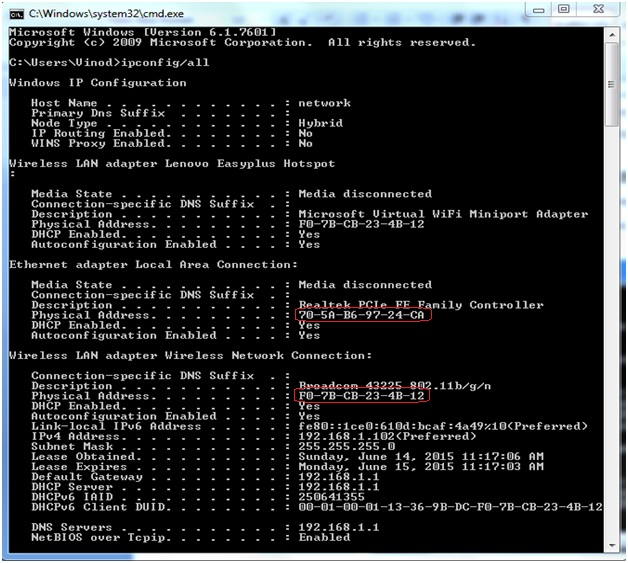 C:\Windows\system32\cmd.exe
Microsoft Windows [Version 6.1.7601]
Copyright (c) 2009 Microsoft Corporation.  All rights reserved.
C:\Users\Vinod>ipconfig/all
Windows IP Configuration
Host Name . . . . . . . . . . . . : network
Primary Dns Suffix  . . . . . . . :
Node Type . . . . . . . . . . . . : Hybrid
IP Routing Enabled. . . . . . . . : No
WINS Proxy Enabled. . . . . . . . : No
Wireless LAN adapter Lenovo Easyplus Hotspot
:
Media State . . . . . . . . . . . : Media disconnected
Connection-specific DNS Suffix  . :
Description . . . . . . . . . . . : Microsoft Virtual WiFi Miniport Adapter
Physical Address. . . . . . . . . : F0-7B-CB-23-4B-12
DHCP Enabled. . . . . . . . . . . : Yes
Autoconfiguration Enabled . . . . : Yes
Ethernet adapter Local Area Connection:
Media State . . . . . . . . . . . : Media disconnected
Connection-specific DNS Suffix  . :
Description . . . . . . . . . . . : Realtek PCIe FE Family Controller
Physical Address. . . . . . . . . : 70-5A-B6-97-24-CA
DHCP Enabled. . . . . . . . . . . : Yes
Autoconfiguration Enabled . . . . : Yes
Wireless LAN adapter Wireless Network Connection:
Connection-specific DNS Suffix  . :
Description . . . . . . . . . . . : Broadcom 43225 802.11b/g/n
Physical Address. . . . . . . . . : F0-7B-CB-23-4B-12
DHCP Enabled. . . . . . . . . . . : Yes
Autoconfiguration Enabled . . . . : Yes
Link-local IPv6 Address . . . . . : fe80::1ce0:610d:bcaf:4a49%10(Preferred)
IPv4 Address. . . . . . . . . . . : 192.168.1.102(Preferred)
Subnet Mask . . . . . . . . . . . : 255.255.255.0
Lease Obtained. . . . . . . . . . : Sunday, June 14, 2015 11:17:06 AM
Lease Expires . . . . . . . . . . : Monday, June 15, 2015 11:17:03 AM
Default Gateway . . . . . . . . . : 192.168.1.1
DHCP Server . . . . . . . . . . . : 192.168.1.1
DHCPv6 IAID . . . . . . . . . . . : 250641355
DHCPv6 Client DUID. . . . . . . . : 00-01-00-01-13-36-9B-DC-F0-7B-CB-23-4B-12
DNS Servers . . . . . . . . . . . : 192.168.1.1
NetBIOS over Tcpip. . . . . . . . : Enabled